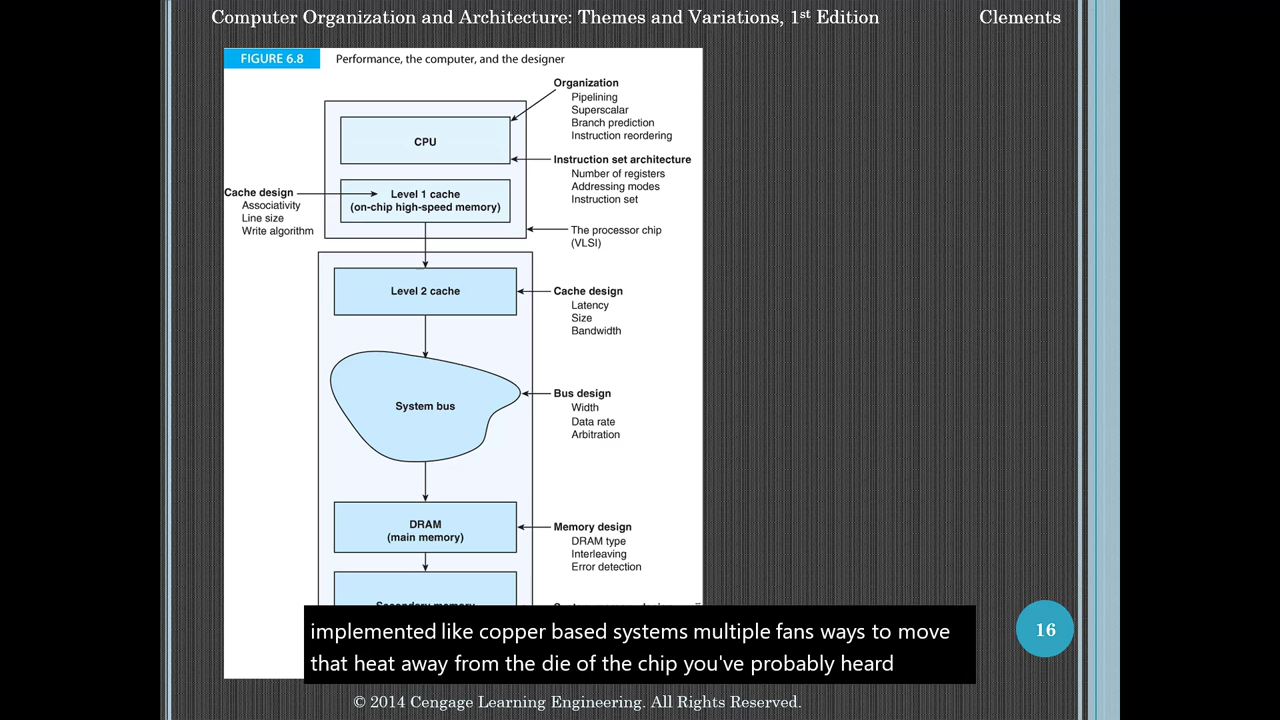 Computer Organization and Architecture: Themes and Variations, 1st Edition Clements
FIGURE 6.8 Performance, the computer, and the designer
Organization
Pipelining
Superscalar
Branch prediction
Instruction reordering
CPU
Instruction set architecture
Number of registers
Addressing modes
Instruction set
Cache design
Associativity
Line size
Write algorithm
Level 1 cache
(on-chip high-speed memory)
The processor chip
(VLSI)
Level 2 cache
Cache design
Latency
Size
Bandwidth
System bus
Bus design
Width
Data rate
Arbitration
DRAM
(main memory)
Memory design
DRAM type
Interleaving
Error detection
Secondary memory
implemented like copper based systems multiple fans ways to move
that heat away from the die of the chip you've probably heard
16
© 2014 Cengage Learning Engineering. All Rights Reserved.